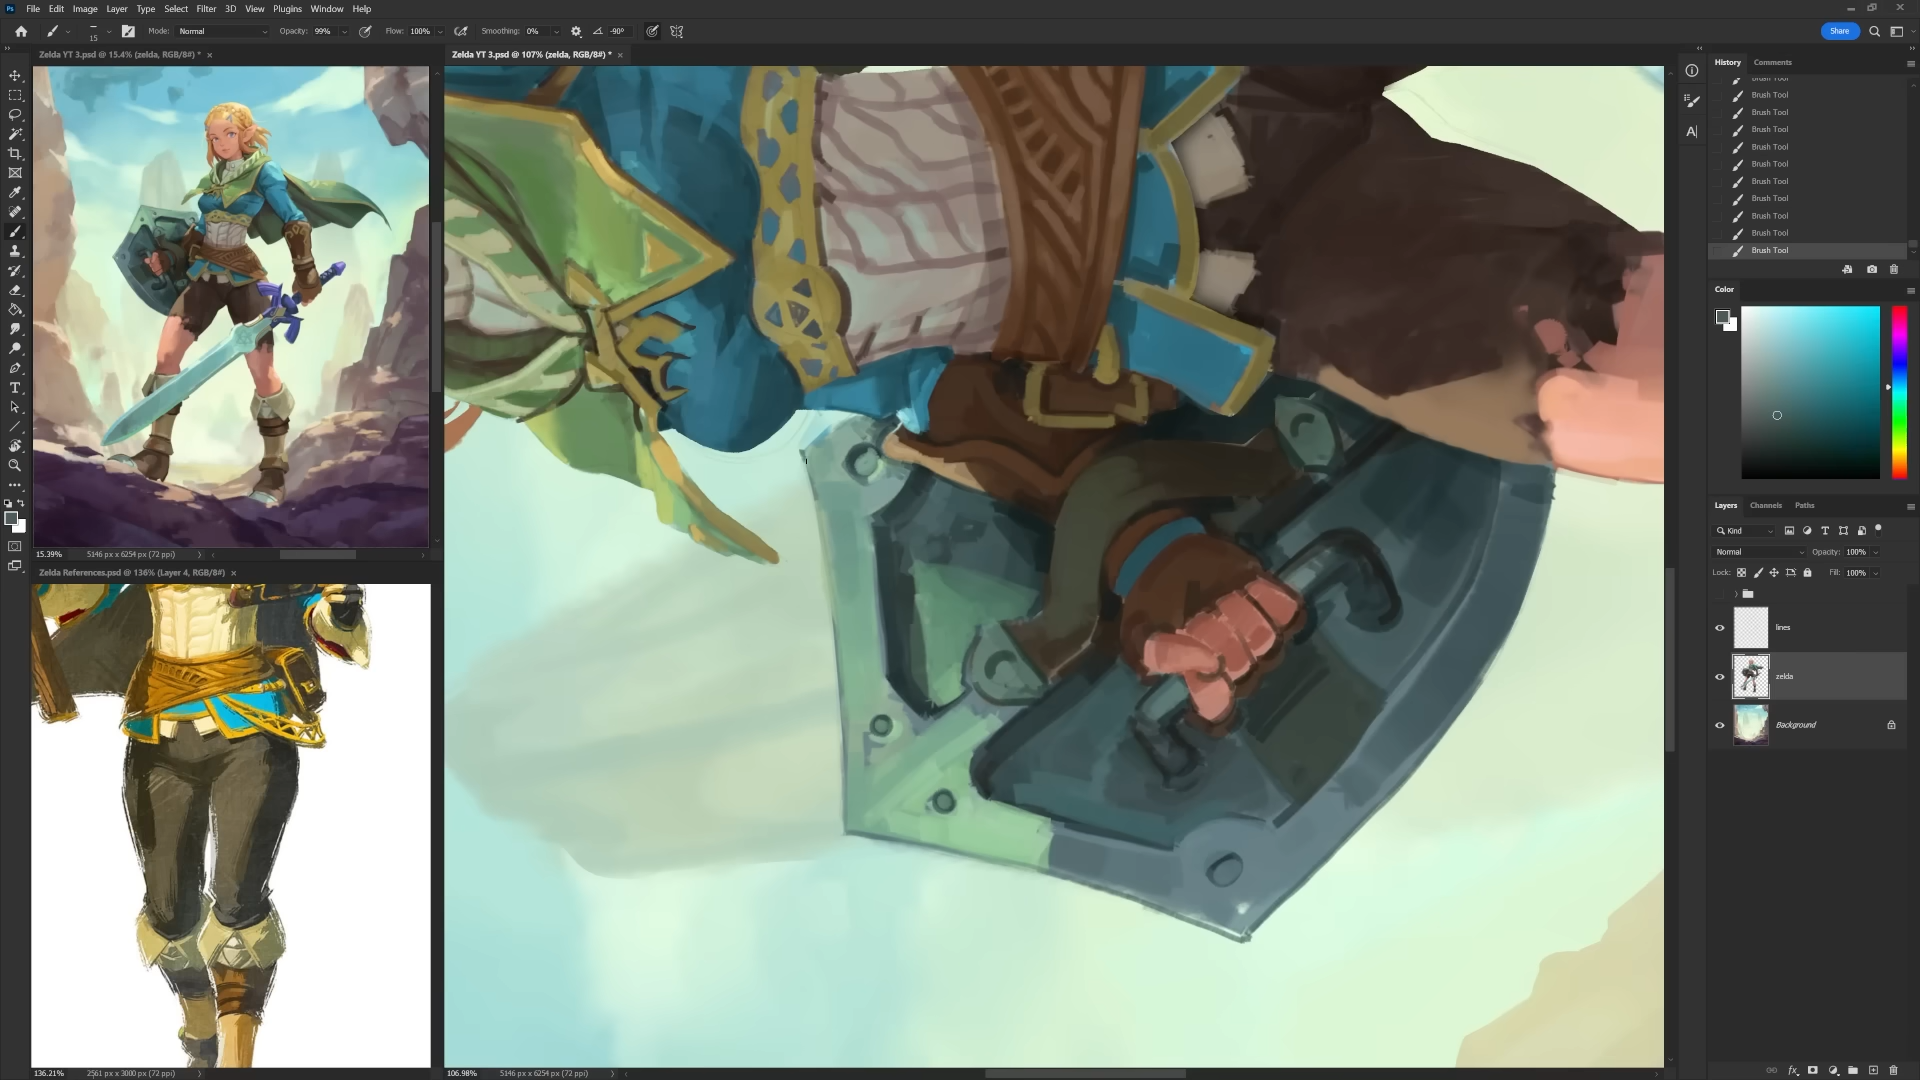 Ps File Edit Image Layer Type Select Filter 3D View Plugins Window Help
15 Mode: Normal Opacity: 99% Flow: 100% Smoothing: 0% -90° Share
Zelda YT 3.psd @ 15.4% (zelda, RGB/8#) * ×
Zelda YT 3.psd @ 107% (zelda, RGB/8#) * ×
15.39% 5146 px x 6254 px (72 ppi)
Zelda References.psd @ 136% (Layer 4, RGB/8#) ×
136.21% 2561 px x 3000 px (72 ppi)
106.98% 5146 px x 6254 px (72 ppi)
History Comments
Brush Tool
Brush Tool
Brush Tool
Brush Tool
Brush Tool
Brush Tool
Brush Tool
Brush Tool
Brush Tool
Brush Tool
Brush Tool
Color
Layers Channels Paths
Kind
Normal Opacity: 100%
Lock: Fill: 100%
lines
zelda
Background